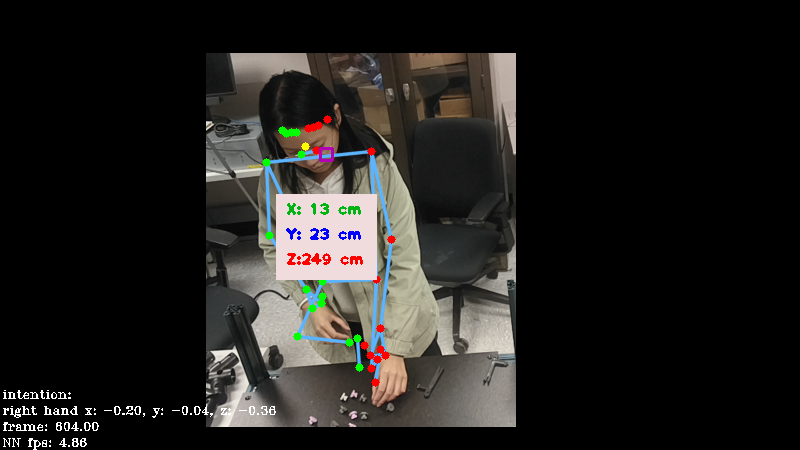 X: 13 cm
Y: 23 cm
Z:249 cm
intention:
right hand x: -0.20, y: -0.04, z: -0.36
frame: 604.00
NN fps: 4.86